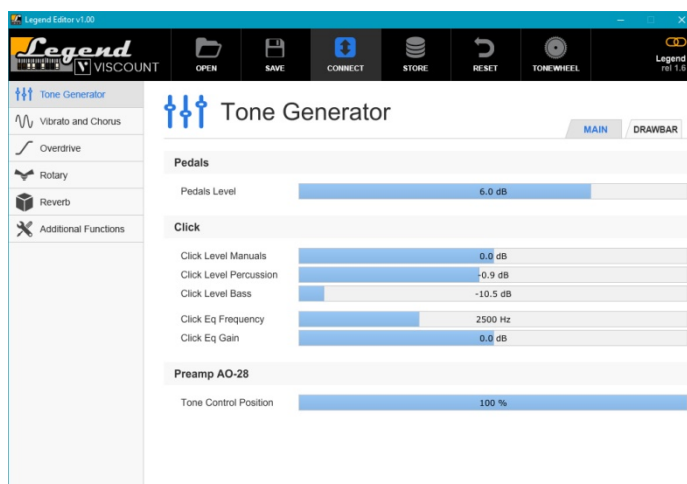 Legend Editor v1.00
Legend
VISCOUNT
OPEN
SAVE
CONNECT
STORE
RESET
TONEWHEEL
Legend
rel 1.6
Tone Generator
Vibrato and Chorus
Overdrive
Rotary
Reverb
Additional Functions
Tone Generator
MAIN
DRAWBAR
Pedals
Pedals Level 6.0 dB
Click
Click Level Manuals 0.0 dB
Click Level Percussion -0.9 dB
Click Level Bass -10.5 dB
Click Eq Frequency 2500 Hz
Click Eq Gain 0.0 dB
Preamp AO-28
Tone Control Position 100 %